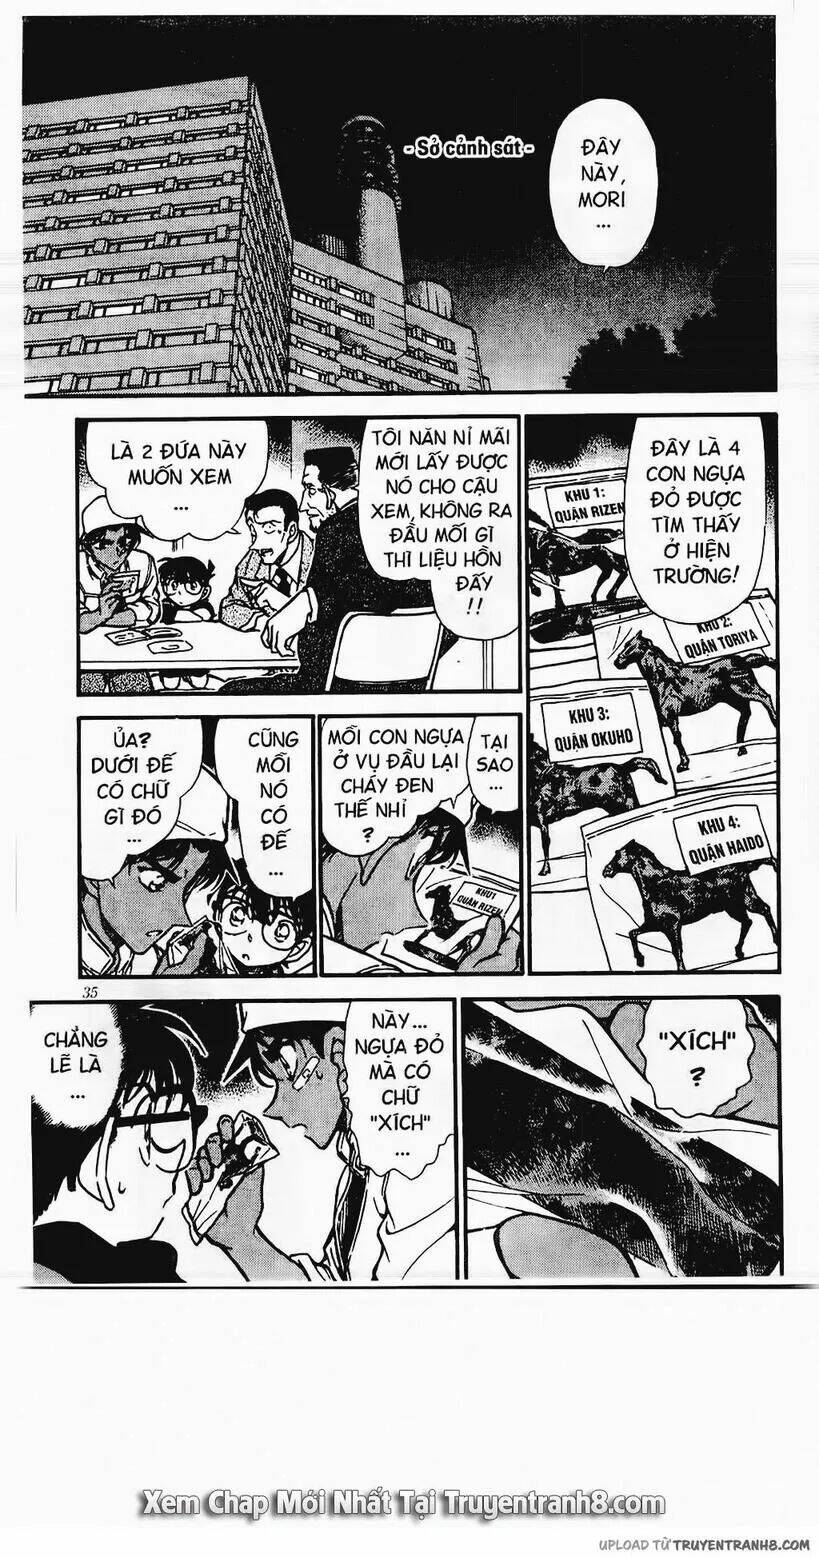 - Sở cảnh sát -
ĐÂY
NÀY,
MORI
...
ĐÂY LÀ 4
CON NGỰA
ĐỎ ĐƯỢC
TÌM THẤY
Ở HIỆN
TRƯỜNG!
KHU 1:
QUẬN RIZEN
KHU 2:
QUẬN TORIYA
KHU 3:
QUẬN OKUHO
KHU 4:
QUẬN HAIDO
TÔI NĂN NỈ MÃI
MỚI LẤY ĐƯỢC
NÓ CHO CẬU
XEM, KHÔNG RA
ĐẦU MỐI GÌ
THÌ LIỆU HỒN
ĐẤY
!!
LÀ 2 ĐỨA NÀY
MUỐN XEM
...
TẠI
SAO
...
MỖI CON NGỰA
Ở VỤ ĐẦU LẠI
CHÁY ĐEN
THẾ NHỈ
?
KHU1
QUẬN RIZEN
CŨNG
MỖI
NÓ
CÓ
ĐẾ
...
ỦA?
DƯỚI ĐẾ
CÓ CHỮ
GÌ ĐÓ
...
35
"XÍCH"
?
NÀY...
NGỰA ĐỎ
MÀ CÓ
CHỮ
"XÍCH"
...
CHẲNG
LẼ LÀ
...
Xem Chap Mới Nhất Tại Truyentranh8.com
UPLOAD TỪ TRUYENTRANH8.COM